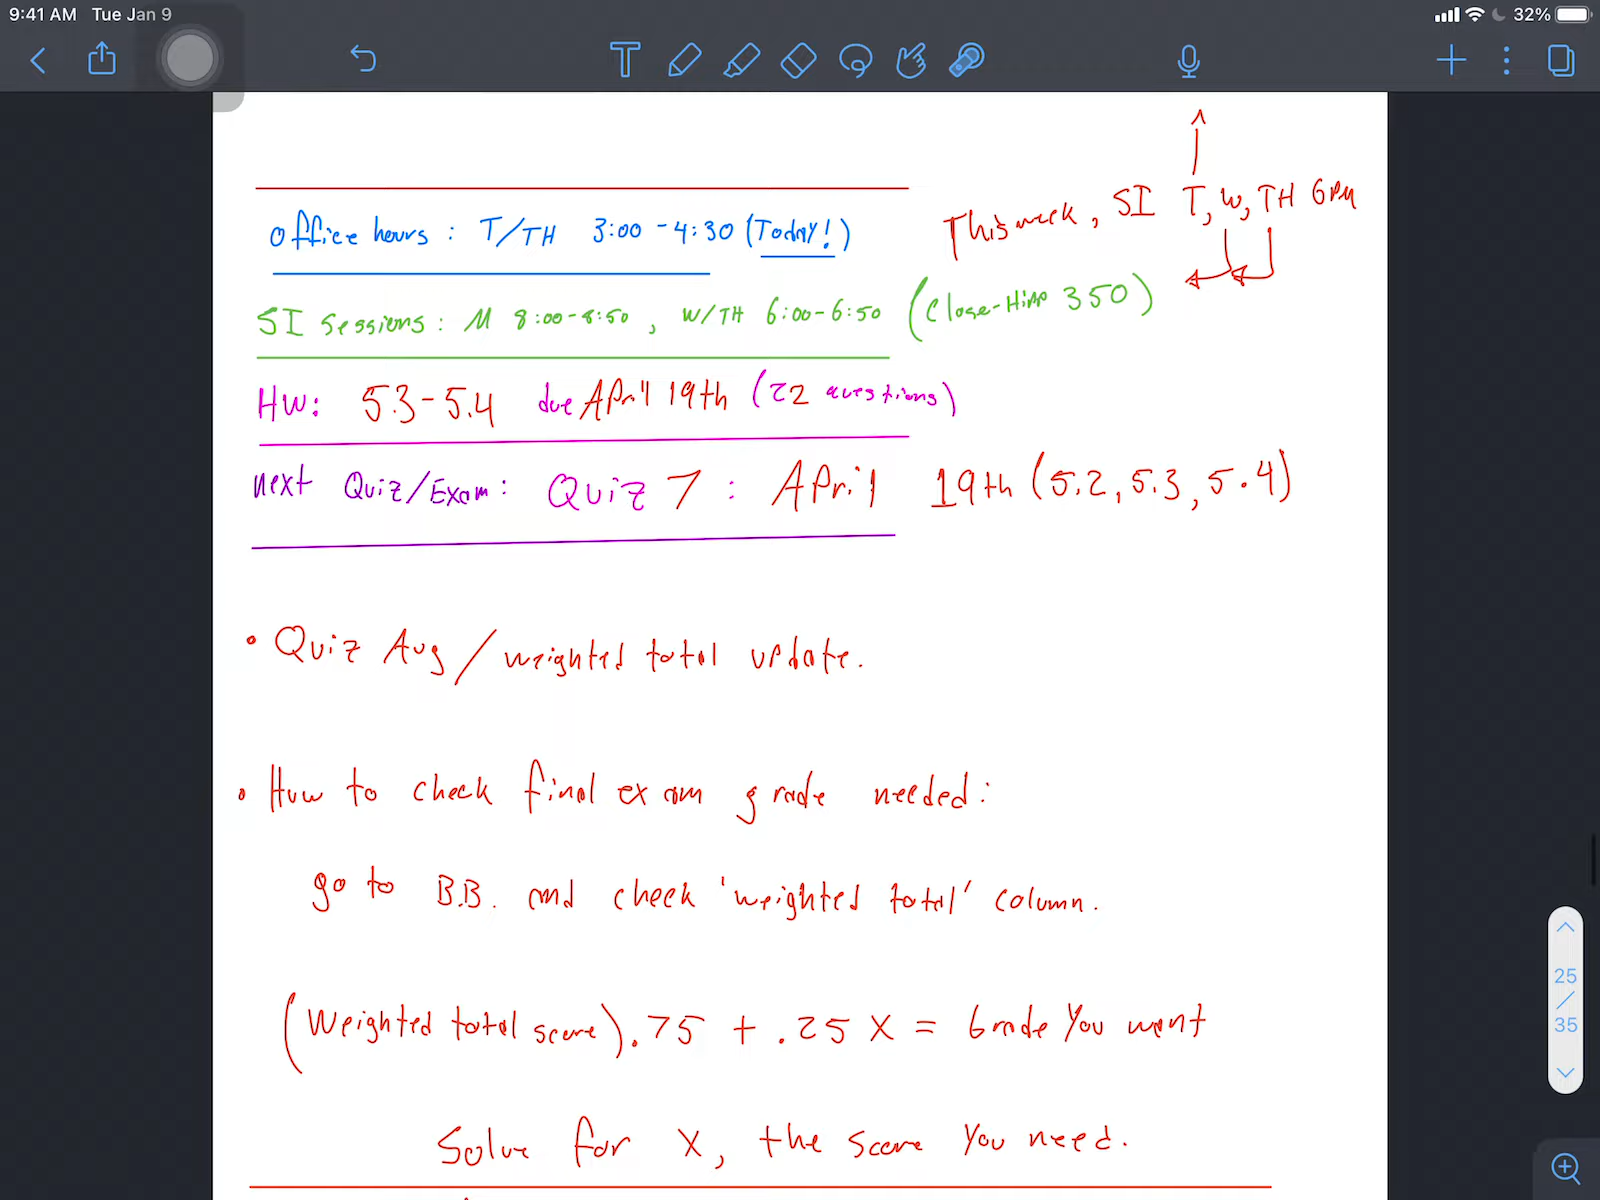 9:41 AM Tue Jan 9
32%
This week, SI T, W, TH 6PM
Office hours : T/TH 3:00 - 4:30 (Today!)
SI Sessions : M 8:00-8:50 , W/TH 6:00-6:50 (Close-Hipp 350)
HW: 5.3-5.4 due April 19th (22 questions)
next Quiz/Exam : Quiz 7 : April 19th (5.2, 5.3, 5.4)
• Quiz Avg / weighted total update.
• How to check final exam grade needed:
go to B.B. and check 'weighted total' column.
(Weighted total score).75 + .25 X = Grade You want
Solve for X, the score You need.
25
/
35